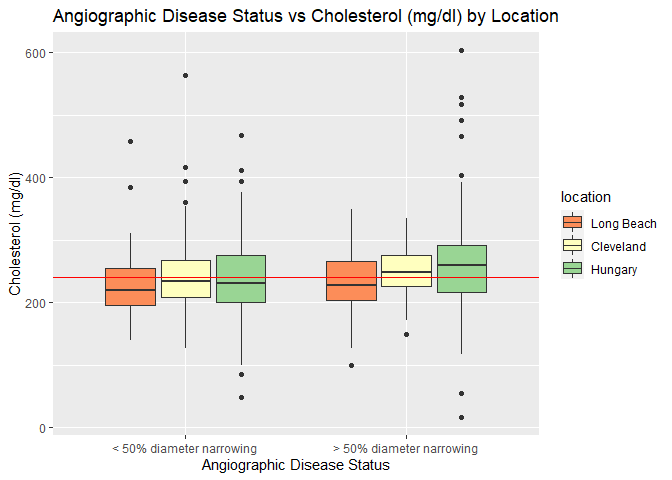 Angiographic Disease Status vs Cholesterol (mg/dl) by Location
Cholesterol (mg/dl)
600
400
200
0
< 50% diameter narrowing
> 50% diameter narrowing
Angiographic Disease Status
location
Long Beach
Cleveland
Hungary